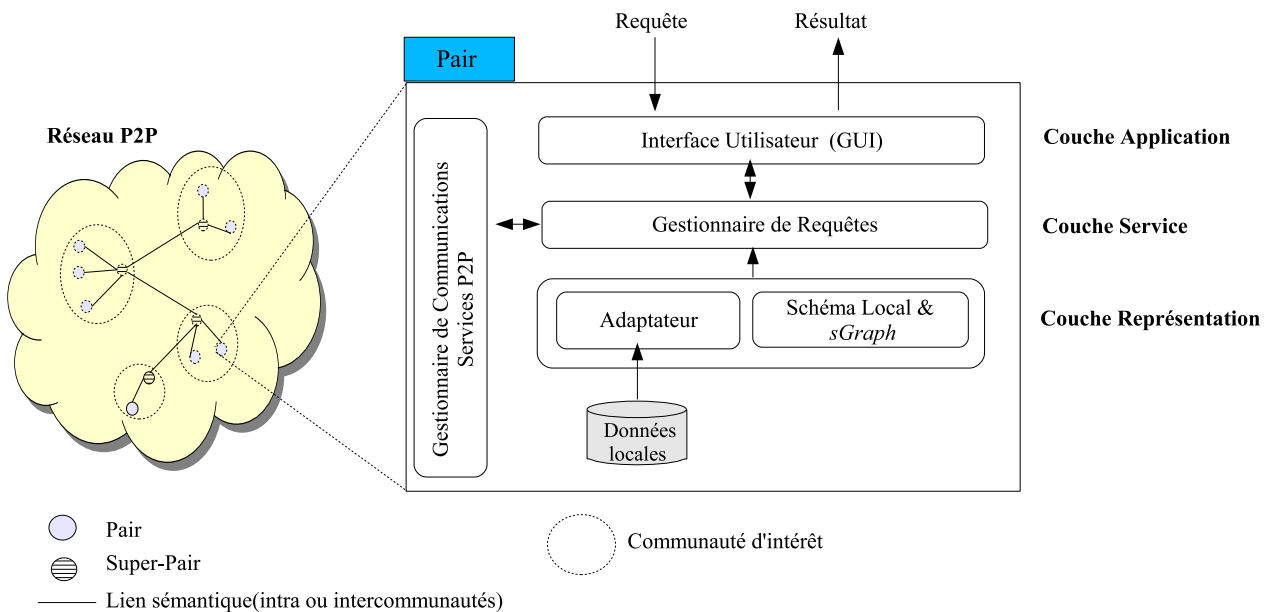 Requête
Résultat
Pair
Réseau P2P
Interface Utilisateur (GUI)
Couche Application
Gestionnaire de Communications
Services P2P
Gestionnaire de Requêtes
Couche Service
Adaptateur
Schéma Local &
sGraph
Couche Représentation
Données
locales
Pair
Super-Pair
Lien sémantique(intra ou intercommunautés)
Communauté d'intérêt